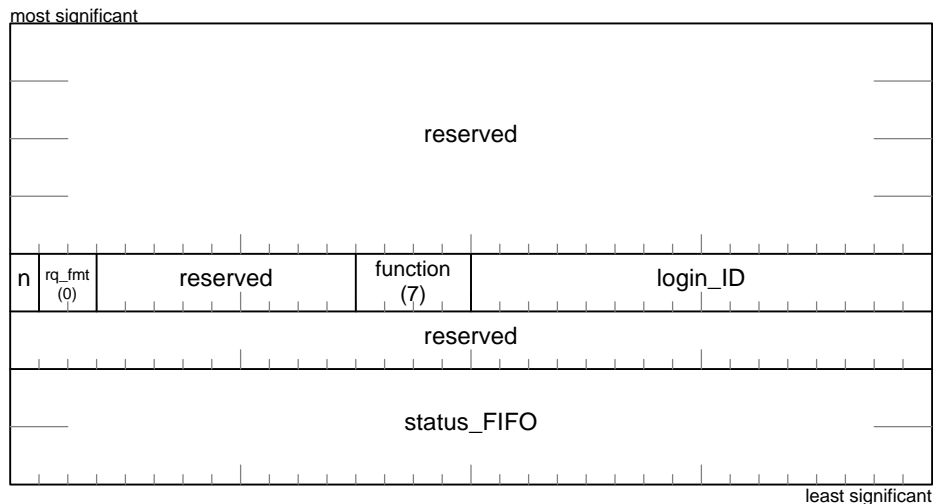 most significant
reserved
n rq_fmt (0) reserved function (7) login_ID
reserved
status_FIFO
least significant